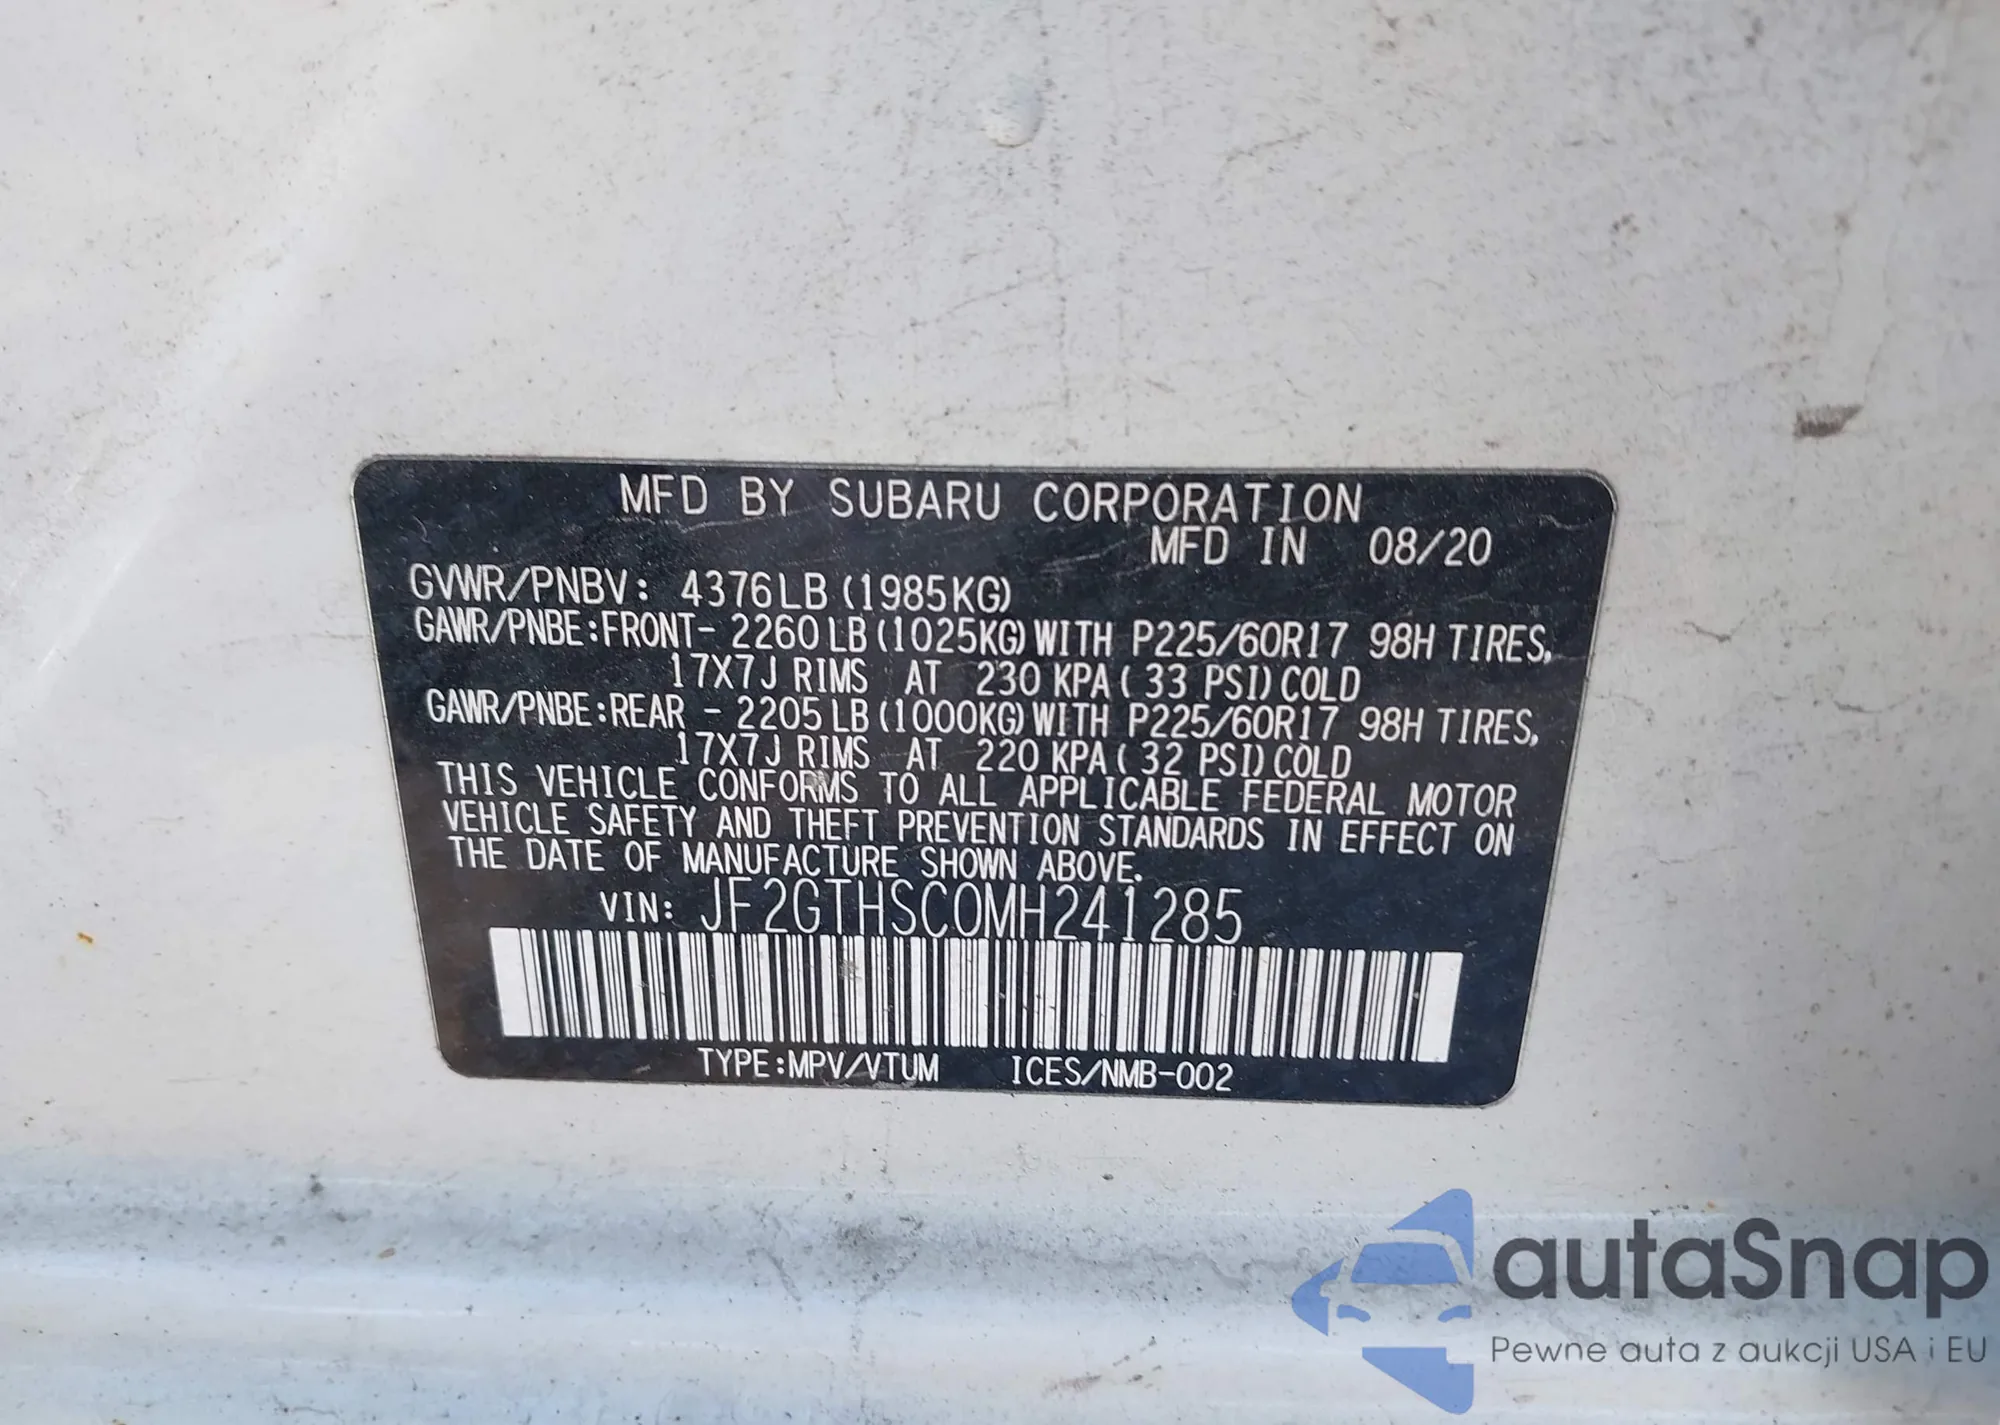 MFD BY SUBARU CORPORATION
MFD IN 08/20
GVWR/PNBV: 4376LB (1985KG)
GAWR/PNBE:FRONT- 2260 LB (1025KG) WITH P225/60R17 98H TIRES,
17X7J RIMS AT 230 KPA ( 33 PSI) COLD
GAWR/PNBE:REAR - 2205 LB (1000KG) WITH P225/60R17 98H TIRES,
17X7J RIMS AT 220 KPA ( 32 PSI) COLD
THIS VEHICLE CONFORMS TO ALL APPLICABLE FEDERAL MOTOR
VEHICLE SAFETY AND THEFT PREVENTION STANDARDS IN EFFECT ON
THE DATE OF MANUFACTURE SHOWN ABOVE.
VIN: JF2GTHSC0MH241285
TYPE:MPV/VTUM ICES/NMB-002
autaSnap
Pewne auta z aukcji USA i EU